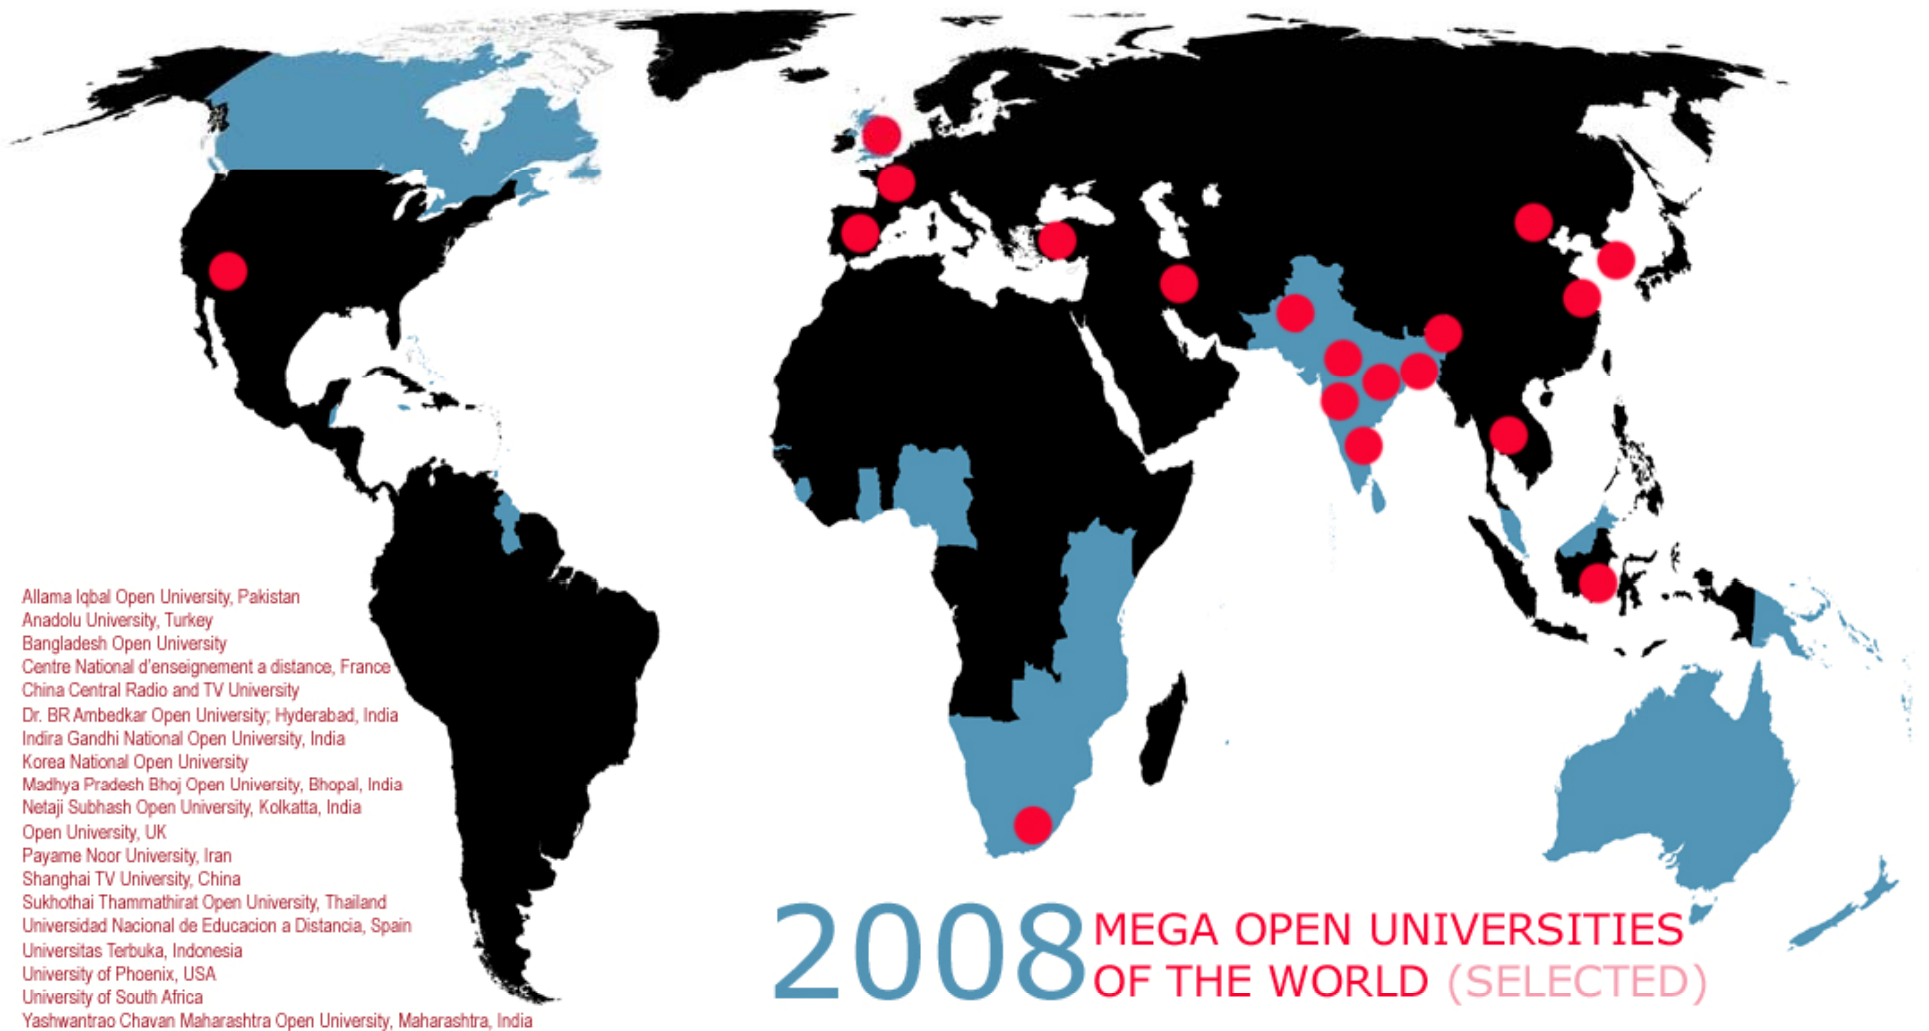 Allama Iqbal Open University, Pakistan
Anadolu University, Turkey
Bangladesh Open University
Centre National d'enseignement a distance, France
China Central Radio and TV University
Dr. BR Ambedkar Open University; Hyderabad, India
Indira Gandhi National Open University, India
Korea National Open University
Madhya Pradesh Bhoj Open University, Bhopal, India
Netaji Subhash Open University, Kolkatta, India
Open University, UK
Payame Noor University, Iran
Shanghai TV University, China
Sukhothai Thammathirat Open University, Thailand
Universidad Nacional de Educacion a Distancia, Spain
Universitas Terbuka, Indonesia
University of Phoenix, USA
University of South Africa
Yashwantrao Chavan Maharashtra Open University, Maharashtra, India
2008 MEGA OPEN UNIVERSITIES
OF THE WORLD (SELECTED)